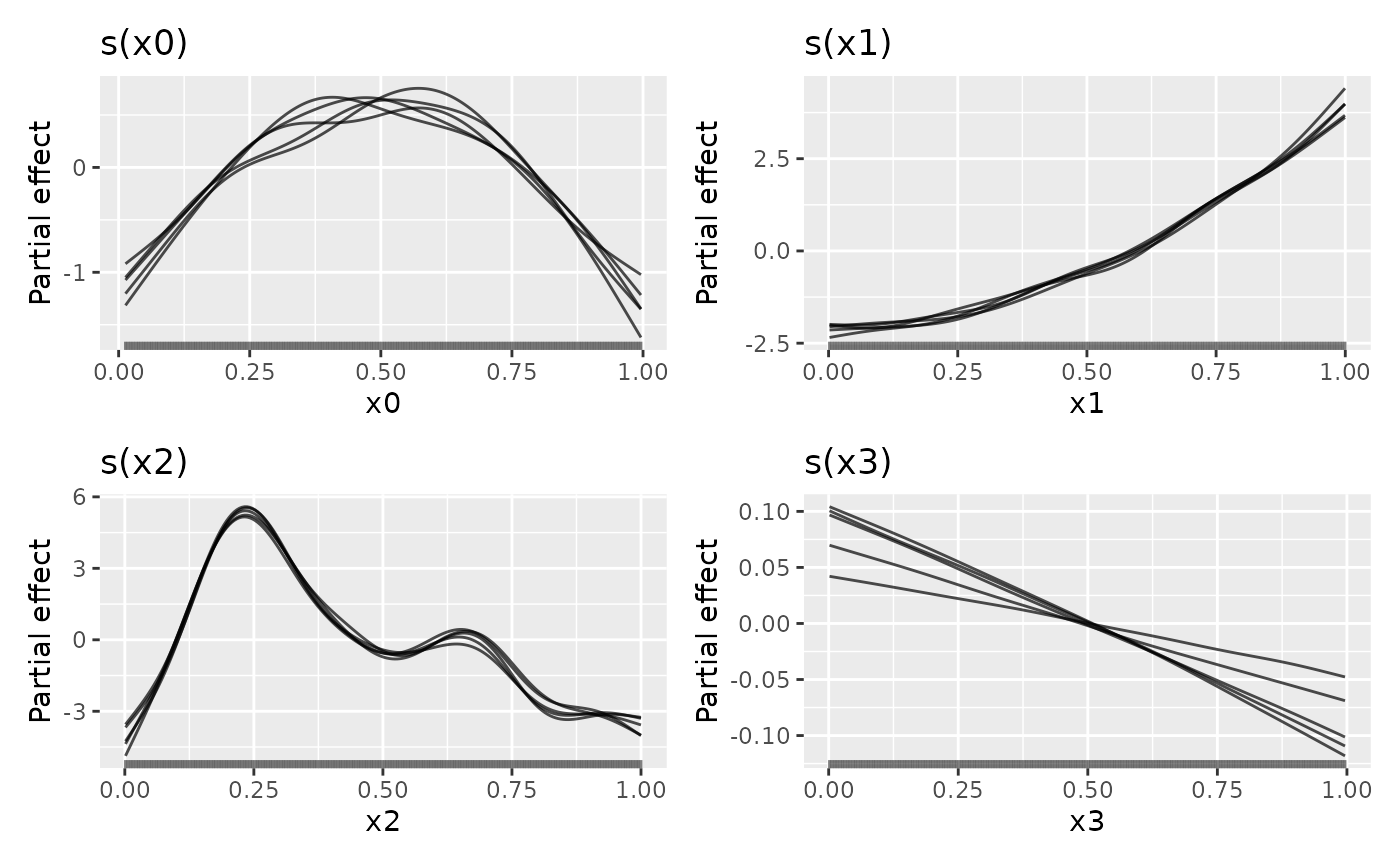 s(x0)
Partial effect
0
-1
0.00 0.25 0.50 0.75 1.00
x0
s(x1)
Partial effect
2.5
0.0
-2.5
0.00 0.25 0.50 0.75 1.00
x1
s(x2)
Partial effect
6
3
0
-3
0.00 0.25 0.50 0.75 1.00
x2
s(x3)
Partial effect
0.10
0.05
0.00
-0.05
-0.10
0.00 0.25 0.50 0.75 1.00
x3